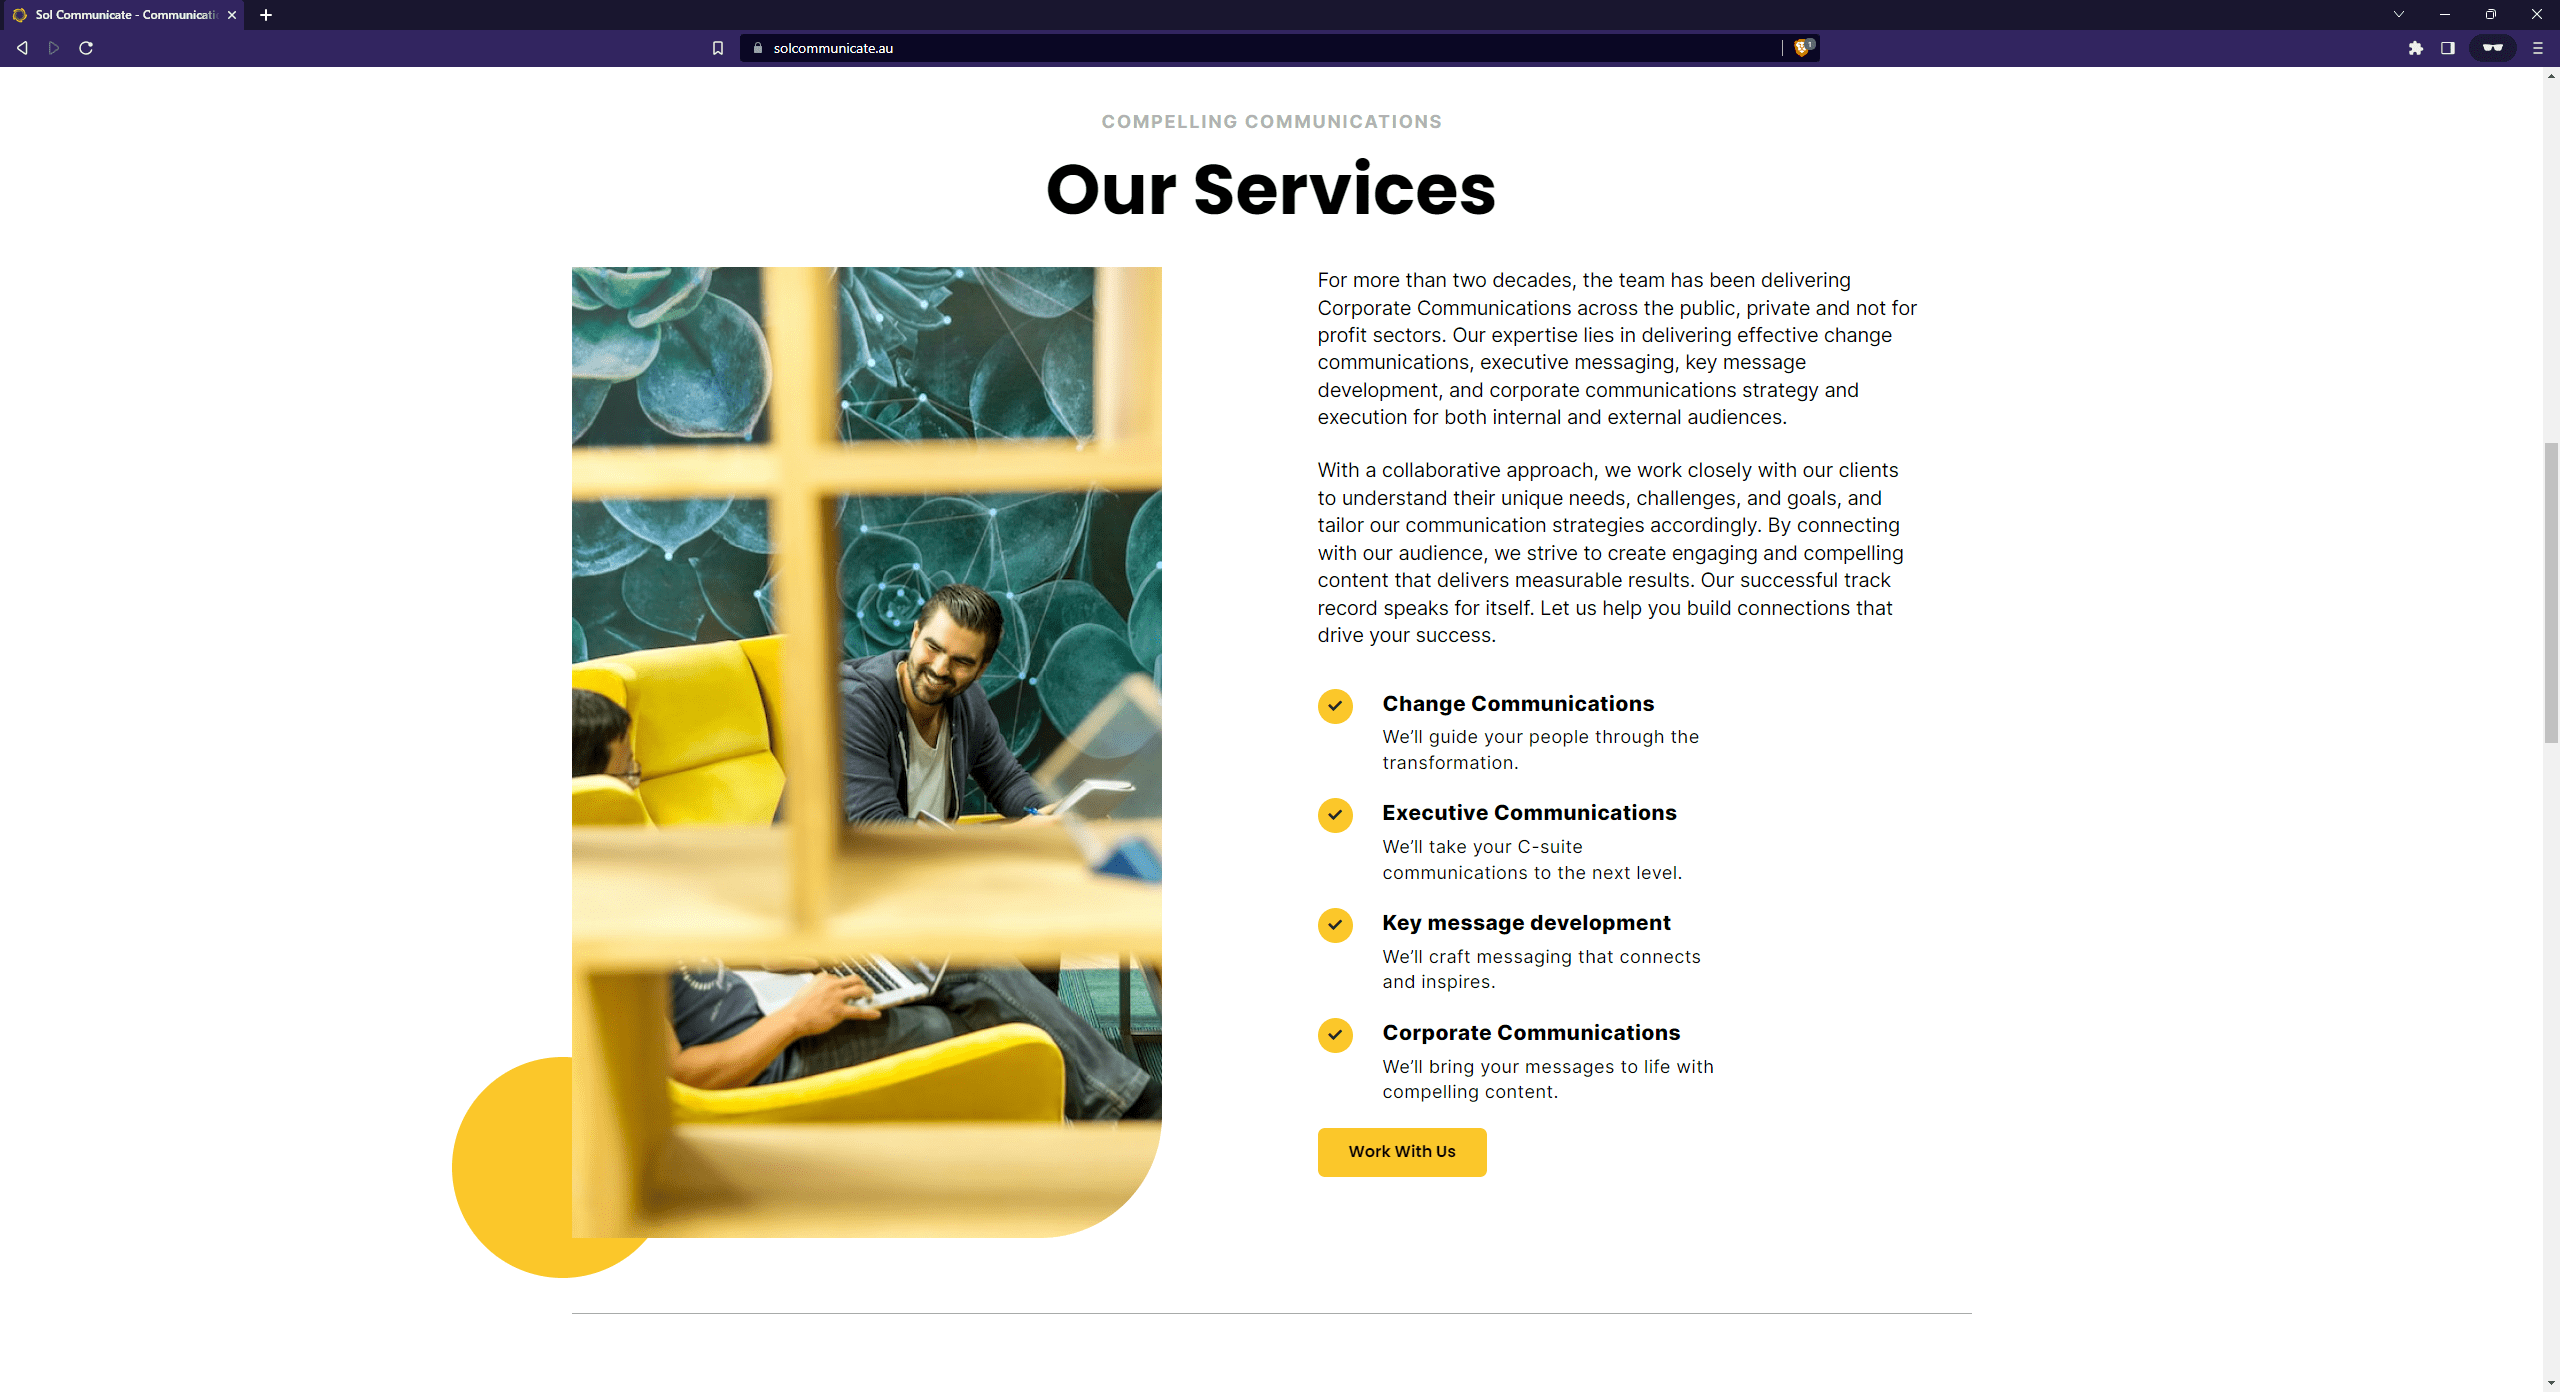 Sol Communicate - Communicati
solcommunicate.au
1
COMPELLING COMMUNICATIONS
Our Services
For more than two decades, the team has been delivering
Corporate Communications across the public, private and not for
profit sectors. Our expertise lies in delivering effective change
communications, executive messaging, key message
development, and corporate communications strategy and
execution for both internal and external audiences.
With a collaborative approach, we work closely with our clients
to understand their unique needs, challenges, and goals, and
tailor our communication strategies accordingly. By connecting
with our audience, we strive to create engaging and compelling
content that delivers measurable results. Our successful track
record speaks for itself. Let us help you build connections that
drive your success.
Change Communications
We’ll guide your people through the
transformation.
Executive Communications
We’ll take your C-suite
communications to the next level.
Key message development
We’ll craft messaging that connects
and inspires.
Corporate Communications
We’ll bring your messages to life with
compelling content.
Work With Us